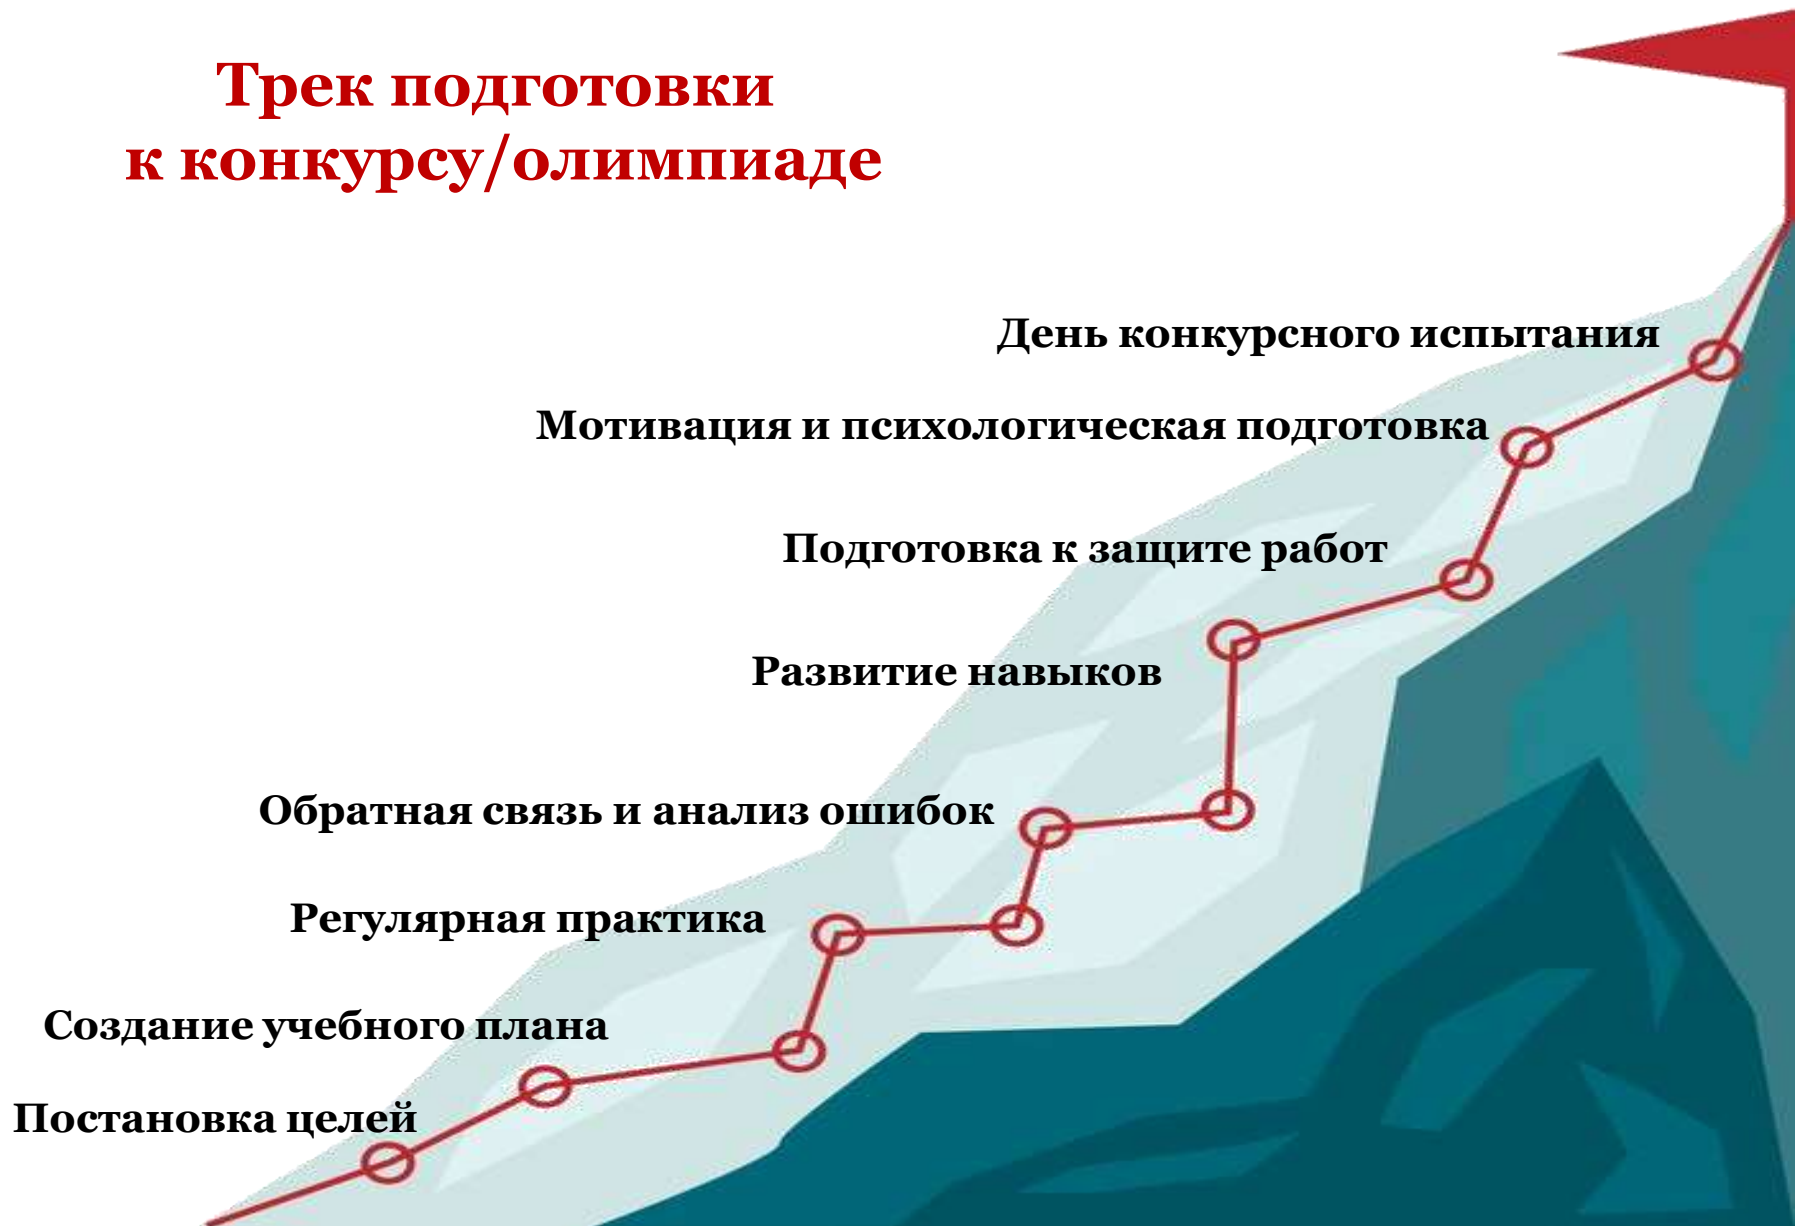 Трек подготовки
к конкурсу/олимпиаде
День конкурсного испытания
Мотивация и психологическая подготовка
Подготовка к защите работ
Развитие навыков
Обратная связь и анализ ошибок
Регулярная практика
Создание учебного плана
Постановка целей